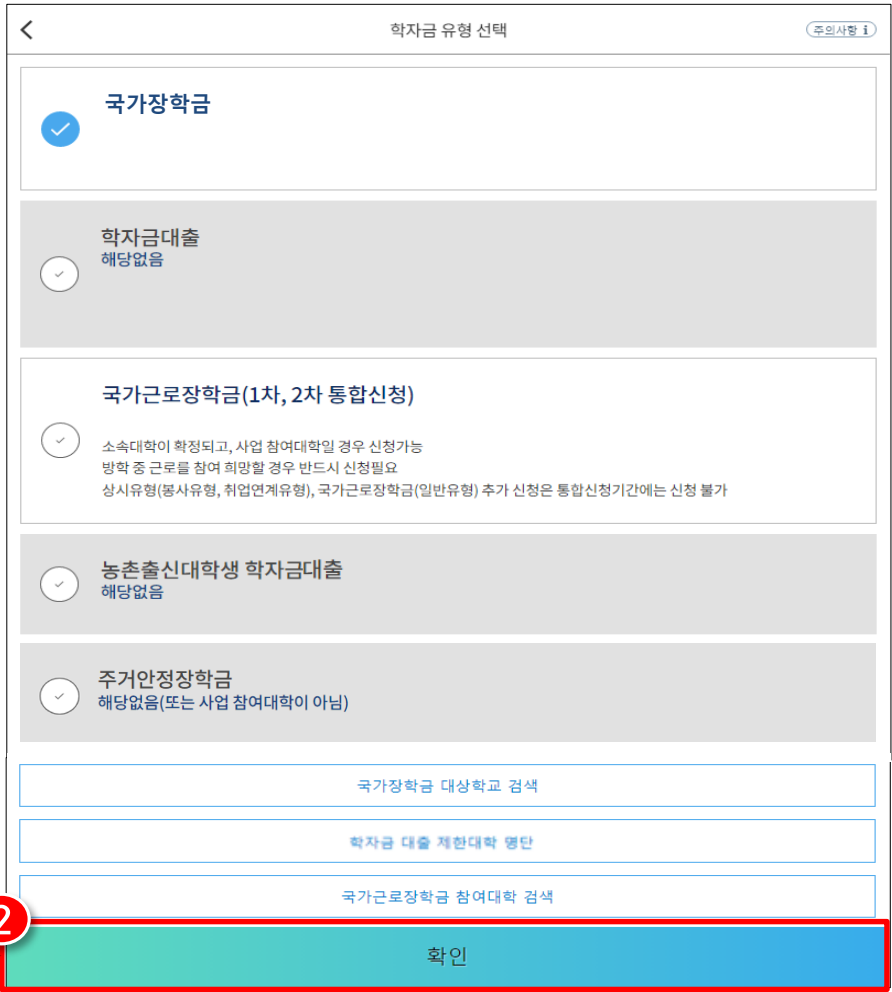 학자금 유형 선택
주의사항 i
국가장학금
학자금대출
해당없음
국가근로장학금(1차, 2차 통합신청)
소속대학이 확정되고, 사업 참여대학일 경우 신청가능
방학 중 근로를 참여 희망할 경우 반드시 신청필요
상시유형(봉사유형, 취업연계유형), 국가근로장학금(일반유형) 추가 신청은 통합신청기간에는 신청 불가
농촌출신대학생 학자금대출
해당없음
주거안정장학금
해당없음(또는 사업 참여대학이 아님)
국가장학금 대상학교 검색
학자금 대출 제한대학 명단
국가근로장학금 참여대학 검색
2
확인